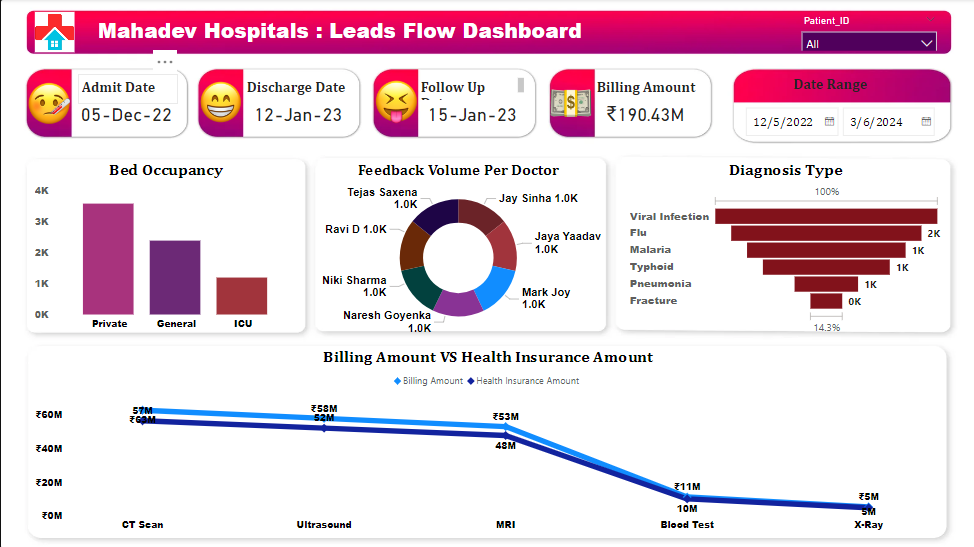 Mahadev Hospitals : Leads Flow Dashboard
Patient_ID
All
Admit Date
05-Dec-22
Discharge Date
12-Jan-23
Follow Up
15-Jan-23
Billing Amount
₹190.43M
Date Range
12/5/2022
3/6/2024
Bed Occupancy
4K
3K
2K
1K
0K
Private
General
ICU
Feedback Volume Per Doctor
Tejas Saxena
1.0K
Jay Sinha 1.0K
Ravi D 1.0K
Jaya Yaadav
1.0K
Niki Sharma
1.0K
Mark Joy
1.0K
Naresh Goyenka
1.0K
Diagnosis Type
100%
Viral Infection
Flu
2K
Malaria
1K
Typhoid
1K
Pneumonia
1K
Fracture
0K
14.3%
Billing Amount VS Health Insurance Amount
Billing Amount
Health Insurance Amount
₹60M
₹40M
₹20M
₹0M
57M
₹58M
52M
₹53M
48M
₹11M
10M
₹5M
5M
CT Scan
Ultrasound
MRI
Blood Test
X-Ray